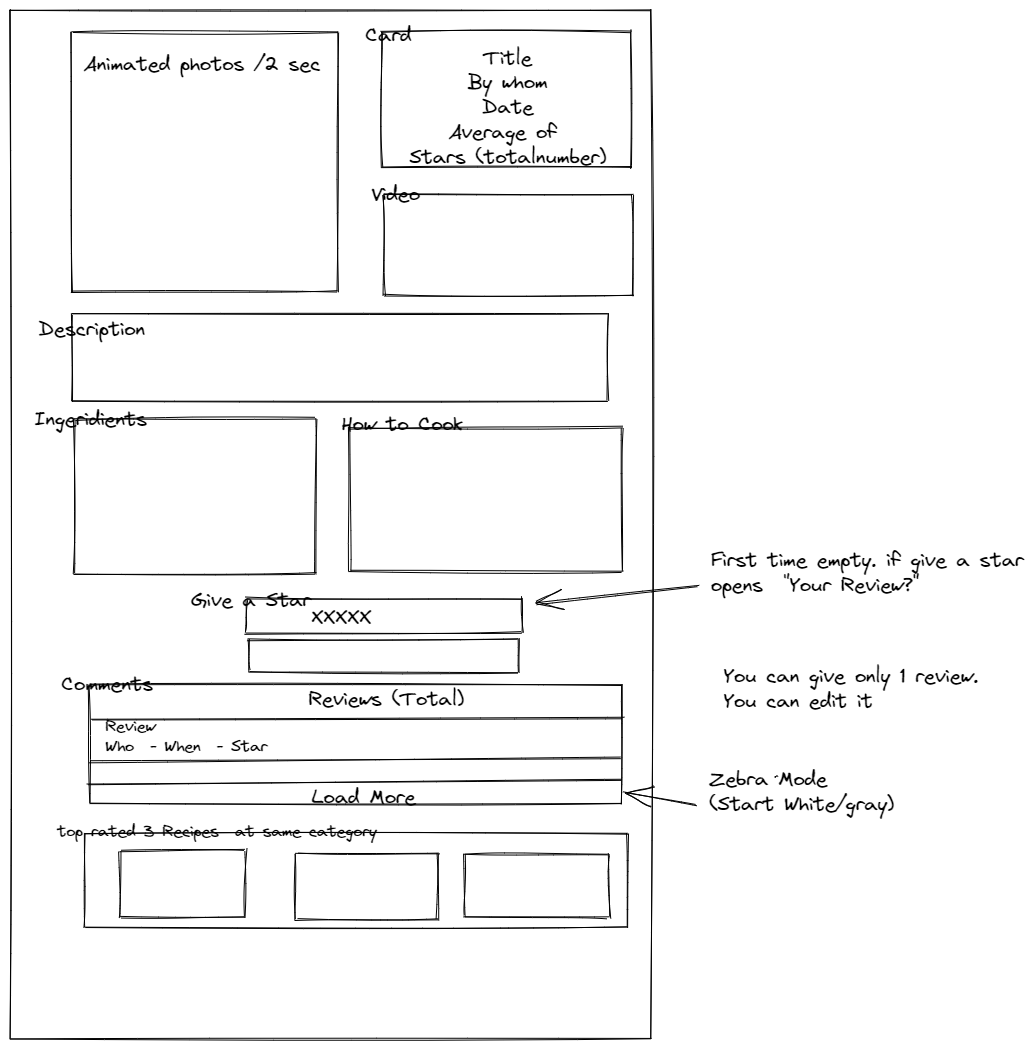 Animated photos /2 sec
Card
Title
By whom
Date
Average of
Stars (totalnumber)
Video
Description
Ingeridients
How to Cook
First time empty. if give a star
opens "Your Review?"
Give a Star
XXXXX
You can give only 1 review.
You can edit it
Comments
Reviews (Total)
Review
Who - When - Star
Zebra Mode
(Start White/gray)
Load More
top rated 3 Recipes at same category